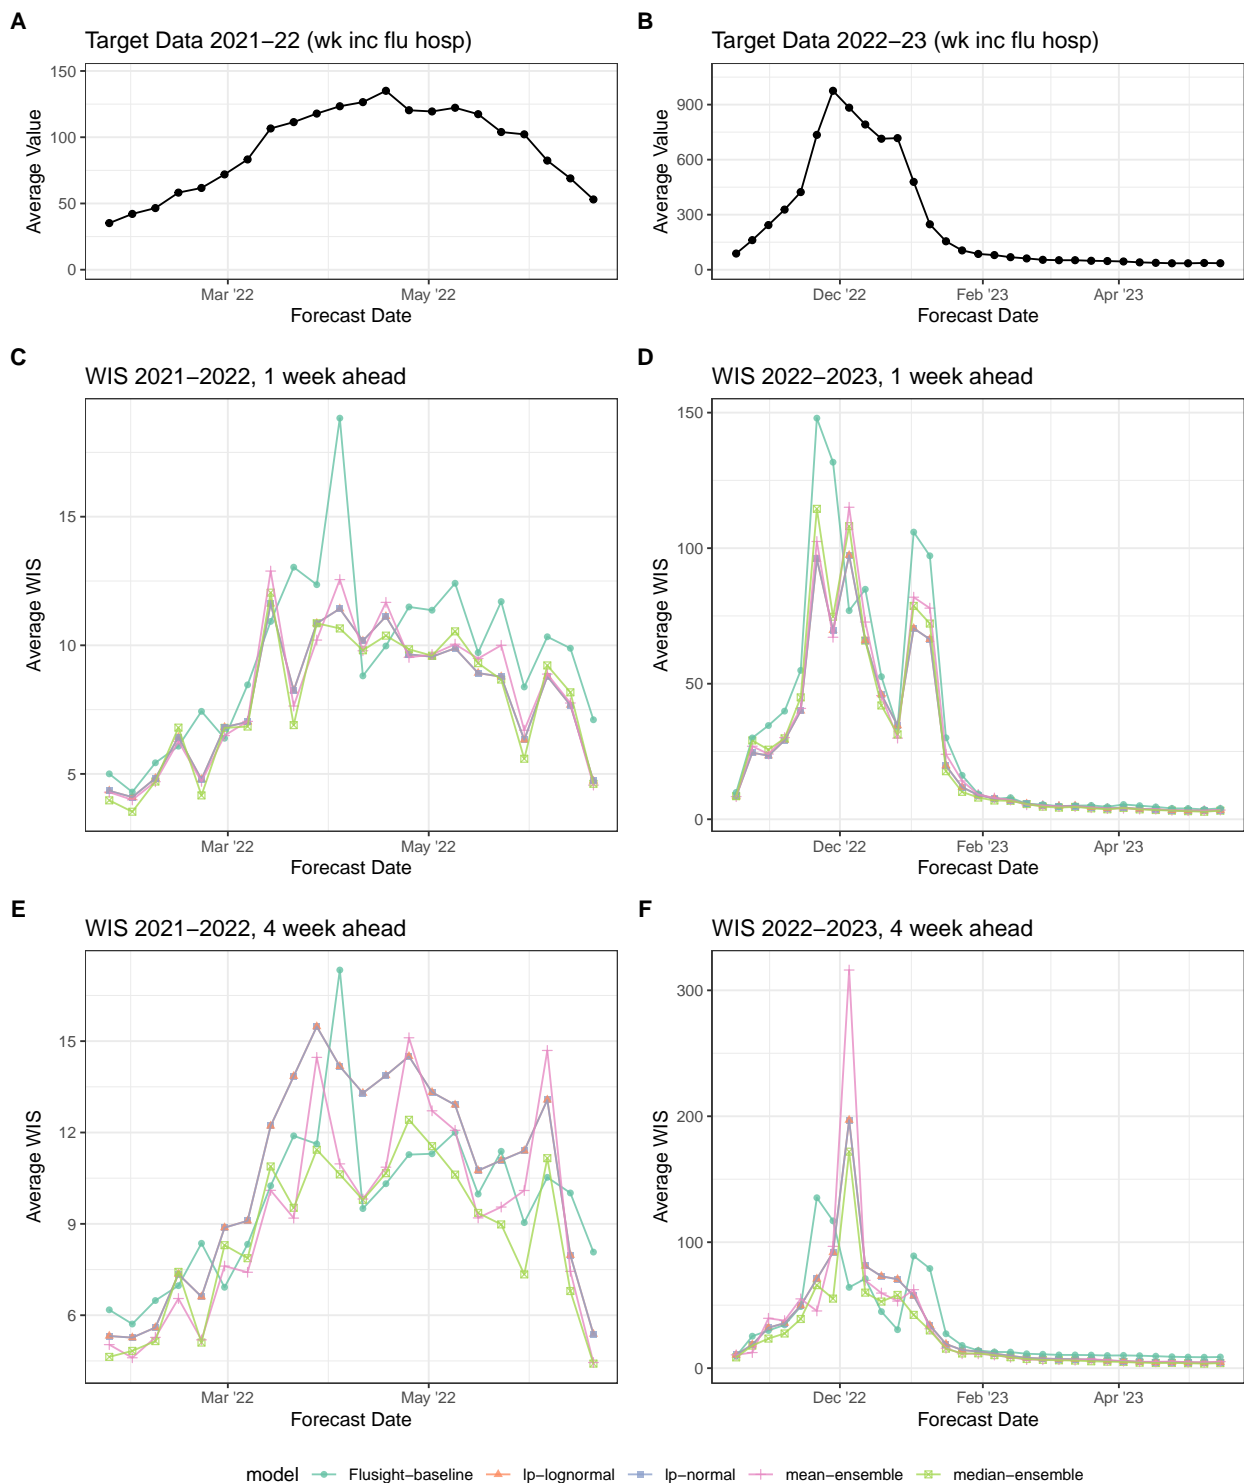 A
Target Data 2021−22 (wk inc flu hosp)
150
100
50
0
Average Value
Mar '22
May '22
Forecast Date
B
Target Data 2022−23 (wk inc flu hosp)
900
600
300
0
Average Value
Dec '22
Feb '23
Apr '23
Forecast Date
C
WIS 2021−2022, 1 week ahead
15
10
5
Average WIS
Mar '22
May '22
Forecast Date
D
WIS 2022−2023, 1 week ahead
150
100
50
0
Average WIS
Dec '22
Feb '23
Apr '23
Forecast Date
E
WIS 2021−2022, 4 week ahead
15
12
9
6
Average WIS
Mar '22
May '22
Forecast Date
F
WIS 2022−2023, 4 week ahead
300
200
100
0
Average WIS
Dec '22
Feb '23
Apr '23
Forecast Date
model Flusight−baseline lp−lognormal lp−normal mean−ensemble median−ensemble